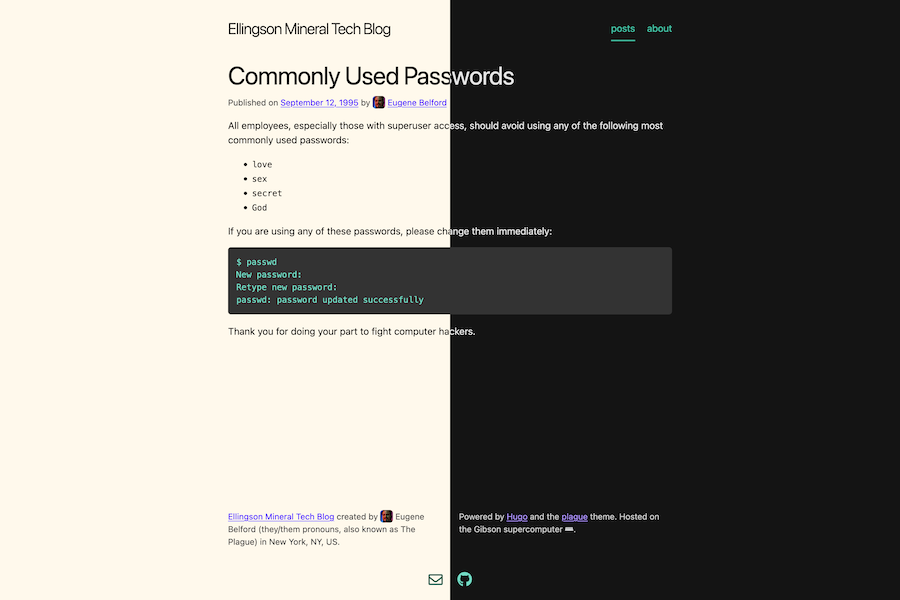 Ellingson Mineral Tech Blog
posts about
Commonly Used Passwords
Published on September 12, 1995 by Eugene Belford
All employees, especially those with superuser access, should avoid using any of the following most
commonly used passwords:
• love
• sex
• secret
• God
If you are using any of these passwords, please change them immediately:
$ passwd
New password:
Retype new password:
passwd: password updated successfully
Thank you for doing your part to fight computer hackers.
Ellingson Mineral Tech Blog created by Eugene
Belford (they/them pronouns, also known as The
Plague) in New York, NY, US.
Powered by Hugo and the plague theme. Hosted on
the Gibson supercomputer.